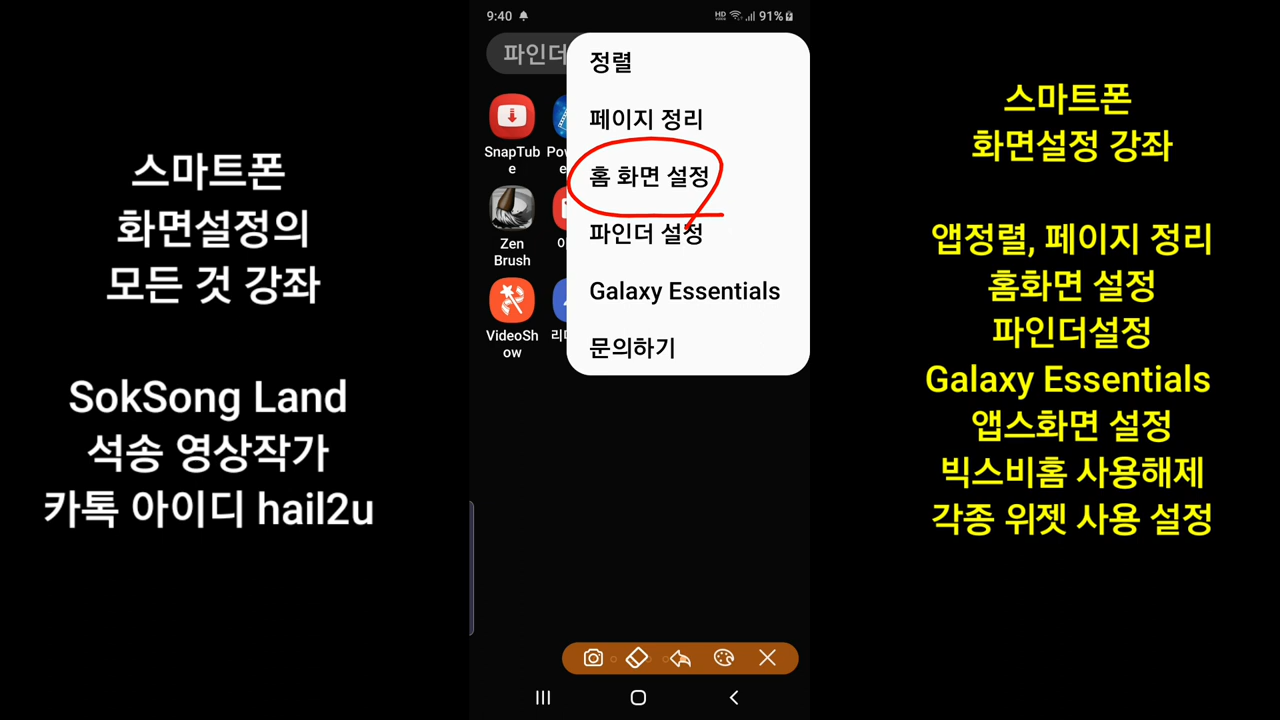 스마트폰
화면설정의
모든 것 강좌
SokSong Land
석송 영상작가
카톡 아이디 hail2u
9:40
HD
VOICE
91%
파인더
정렬
페이지 정리
홈 화면 설정
파인더 설정
Galaxy Essentials
문의하기
SnapTub
e
Zen
Brush
VideoSh
ow
스마트폰
화면설정 강좌
앱정렬, 페이지 정리
홈화면 설정
파인더설정
Galaxy Essentials
앱스화면 설정
빅스비홈 사용해제
각종 위젯 사용 설정